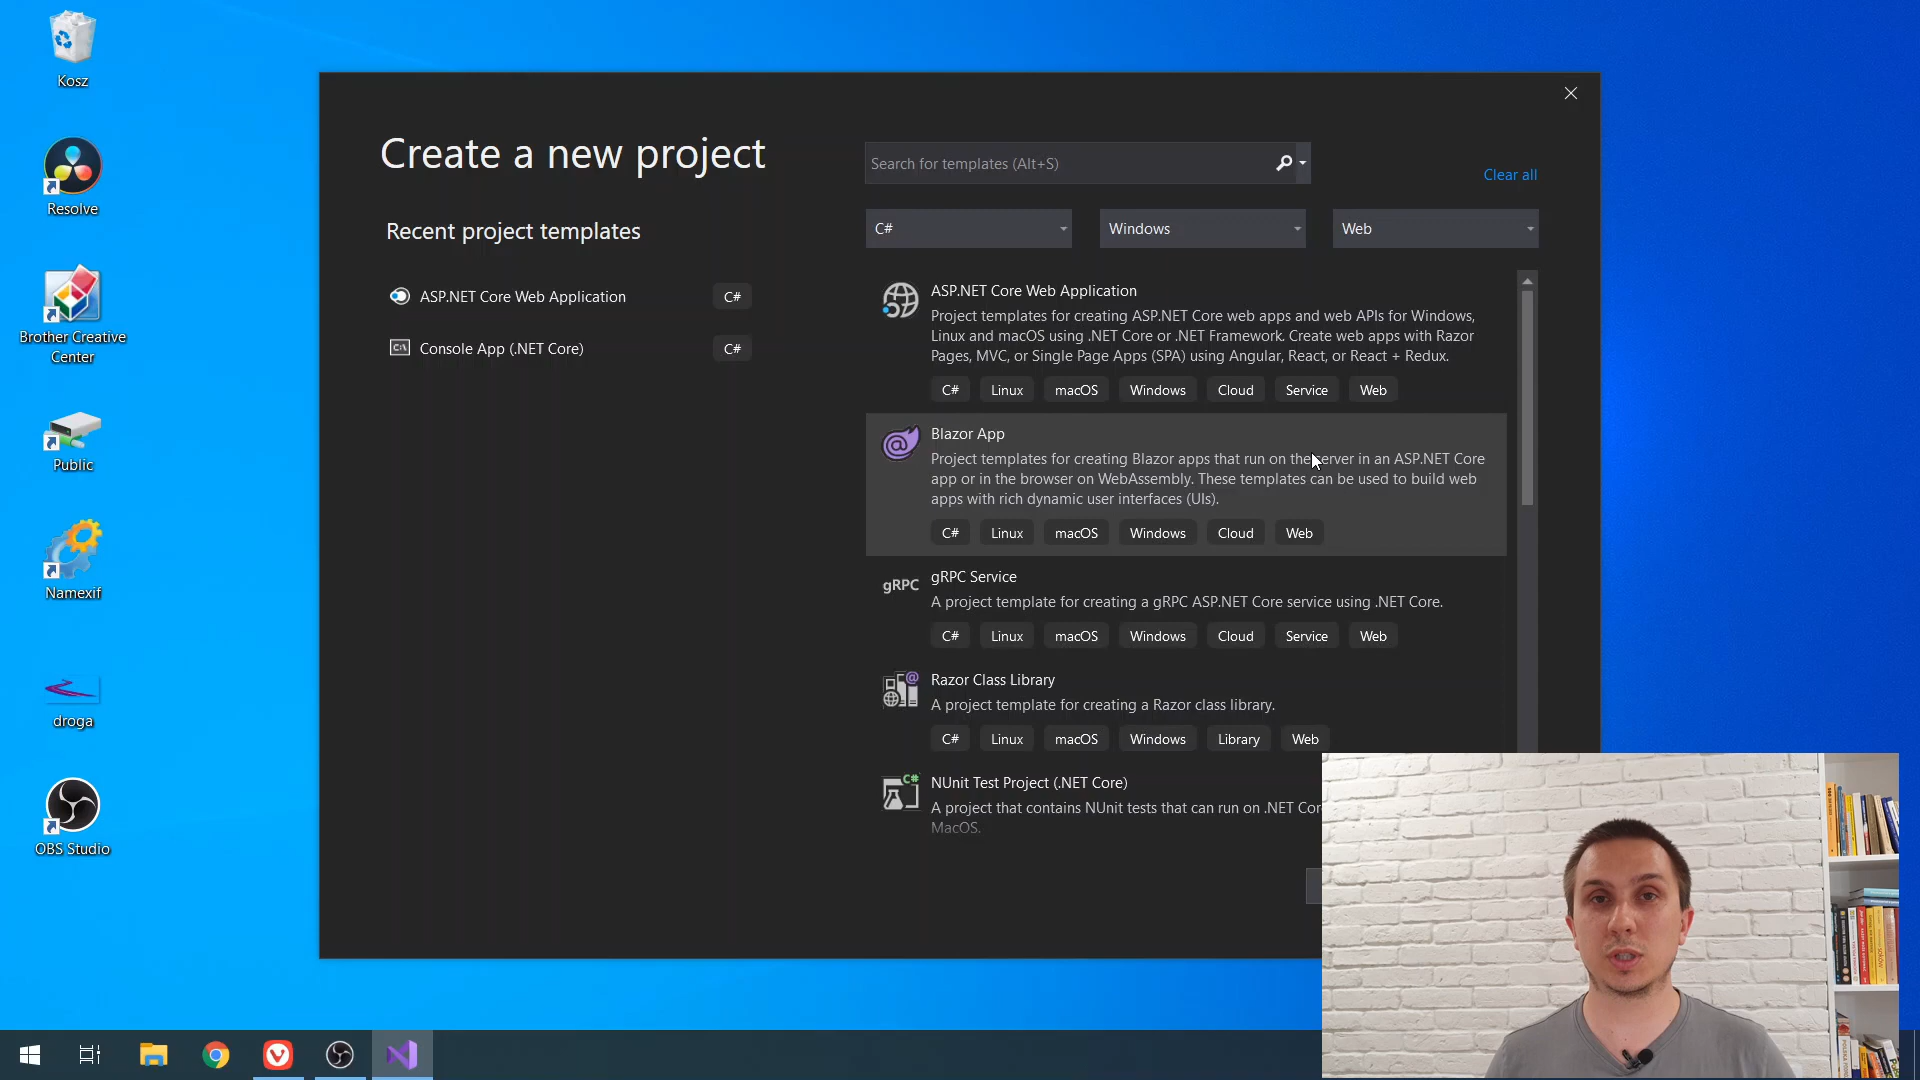 Kosz
Resolve
Brother Creative
Center
Public
Namexif
droga
OBS Studio
Create a new project
Recent project templates
ASP.NET Core Web Application C#
Console App (.NET Core) C#
Search for templates (Alt+S)
Clear all
C# Windows Web
ASP.NET Core Web Application
Project templates for creating ASP.NET Core web apps and web APIs for Windows,
Linux and macOS using .NET Core or .NET Framework. Create web apps with Razor
Pages, MVC, or Single Page Apps (SPA) using Angular, React, or React + Redux.
C# Linux macOS Windows Cloud Service Web
Blazor App
Project templates for creating Blazor apps that run on the server in an ASP.NET Core
app or in the browser on WebAssembly. These templates can be used to build web
apps with rich dynamic user interfaces (UIs).
C# Linux macOS Windows Cloud Web
gRPC
gRPC Service
A project template for creating a gRPC ASP.NET Core service using .NET Core.
C# Linux macOS Windows Cloud Service Web
Razor Class Library
A project template for creating a Razor class library.
C# Linux macOS Windows Library Web
NUnit Test Project (.NET Core)
A project that contains NUnit tests that can run on .NET Cor
MacOS.